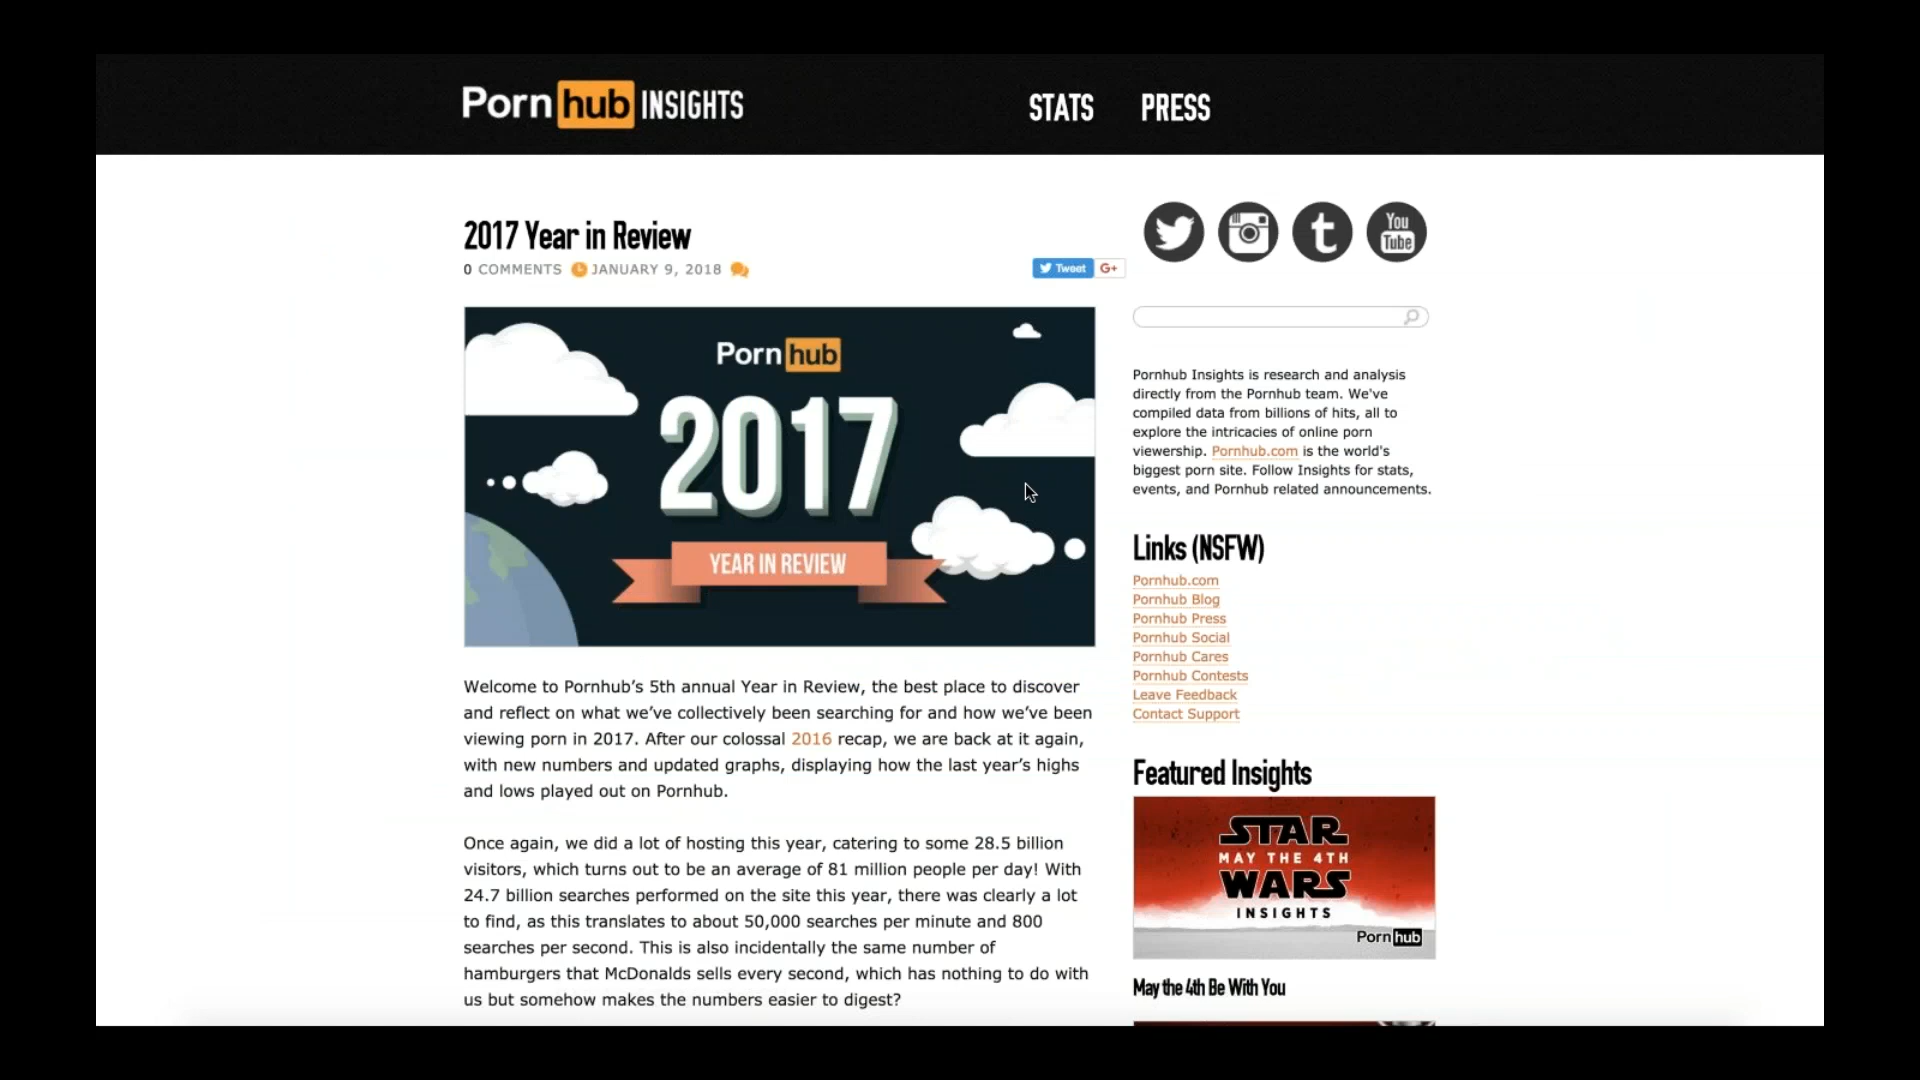 Pornhub INSIGHTS
STATS PRESS
2017 Year in Review
0 COMMENTS JANUARY 9, 2018
Tweet G+
You
Tube
Pornhub
2017
YEAR IN REVIEW
Welcome to Pornhub’s 5th annual Year in Review, the best place to discover
and reflect on what we’ve collectively been searching for and how we’ve been
viewing porn in 2017. After our colossal 2016 recap, we are back at it again,
with new numbers and updated graphs, displaying how the last year’s highs
and lows played out on Pornhub.
Once again, we did a lot of hosting this year, catering to some 28.5 billion
visitors, which turns out to be an average of 81 million people per day! With
24.7 billion searches performed on the site this year, there was clearly a lot
to find, as this translates to about 50,000 searches per minute and 800
searches per second. This is also incidentally the same number of
hamburgers that McDonalds sells every second, which has nothing to do with
us but somehow makes the numbers easier to digest?
Pornhub Insights is research and analysis
directly from the Pornhub team. We've
compiled data from billions of hits, all to
explore the intricacies of online porn
viewership. Pornhub.com is the world's
biggest porn site. Follow Insights for stats,
events, and Pornhub related announcements.
Links (NSFW)
Pornhub.com
Pornhub Blog
Pornhub Press
Pornhub Social
Pornhub Cares
Pornhub Contests
Leave Feedback
Contact Support
Featured Insights
STAR
MAY THE 4TH
WARS
INSIGHTS
Pornhub
May the 4th Be With You